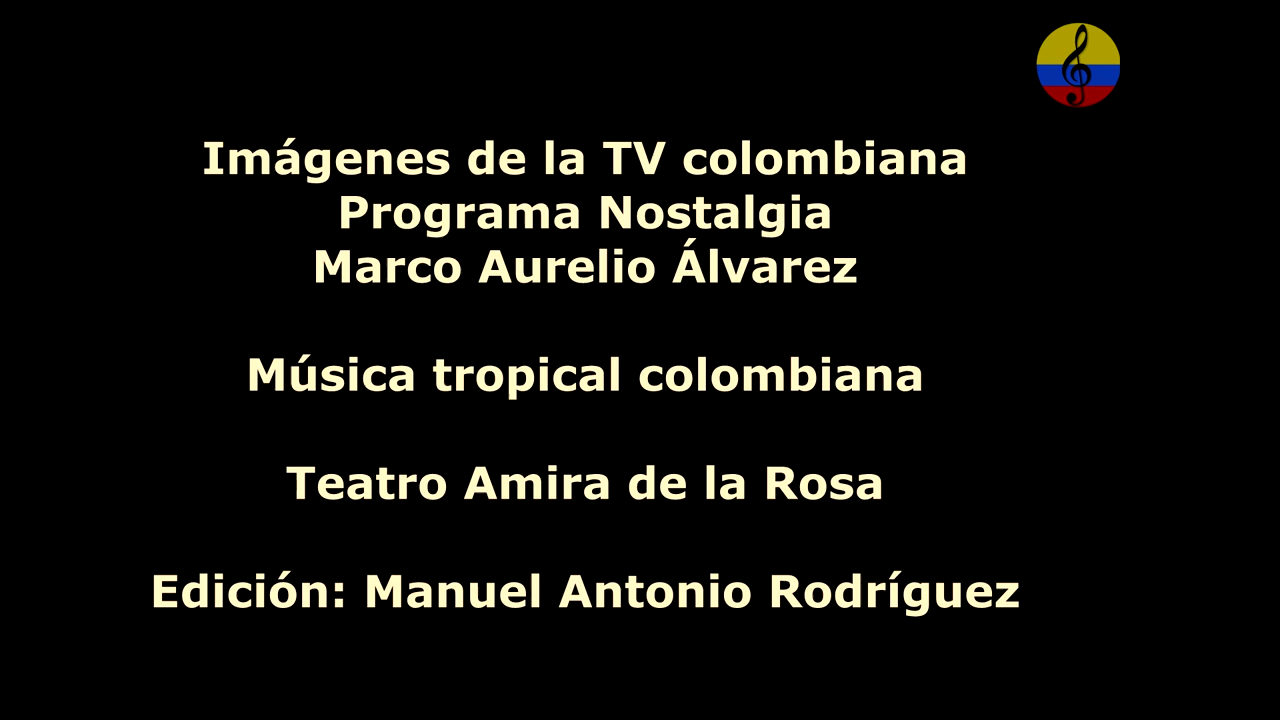 Imágenes de la TV colombiana
Programa Nostalgia
Marco Aurelio Álvarez
Música tropical colombiana
Teatro Amira de la Rosa
Edición: Manuel Antonio Rodríguez